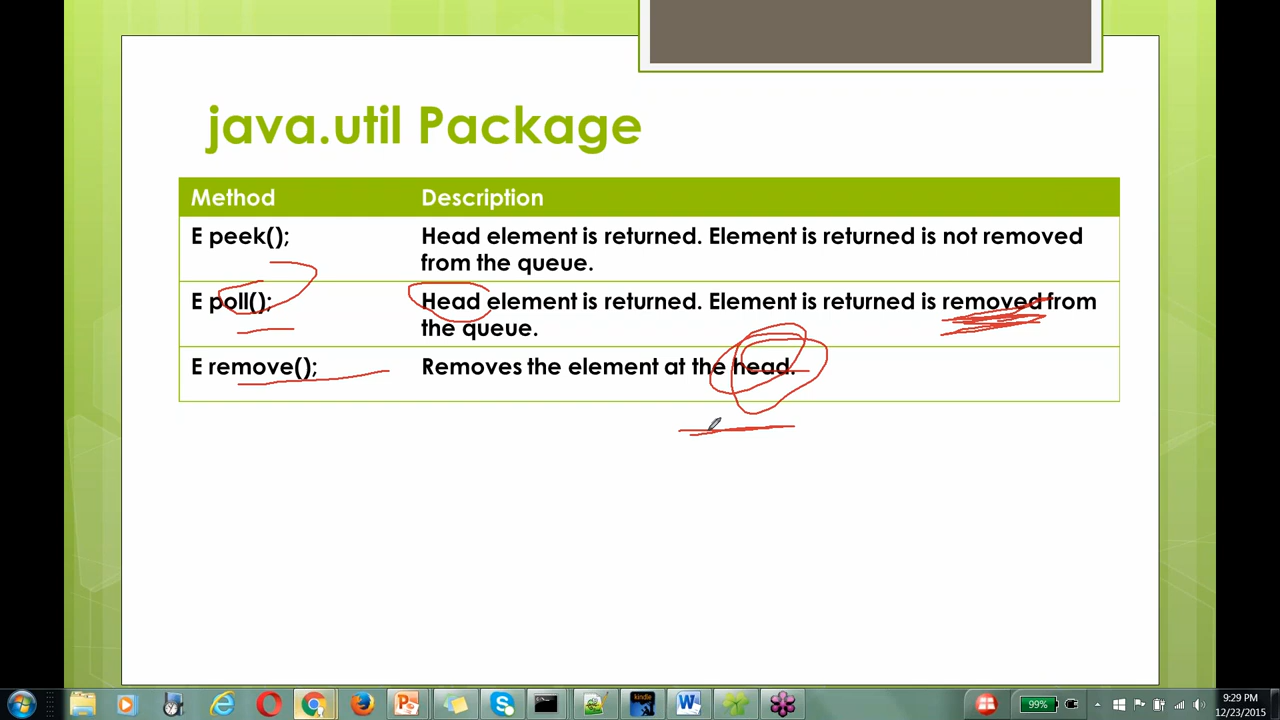 java.util Package
Method Description
E peek(); Head element is returned. Element is returned is not removed
from the queue.
E poll(); Head element is returned. Element is returned is removed from
the queue.
E remove(); Removes the element at the head.
kindle
99%
9:29 PM
12/23/2015